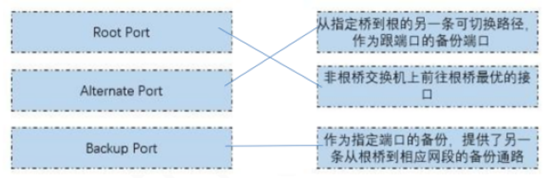 Root Port
从指定桥到根的另一条可切换路径，
作为跟端口的备份端口
Alternate Port
非根桥交换机上前往根桥最优的接
口
Backup Port
作为指定端口的备份，提供了另一
条从根桥到相应网段的备份通路